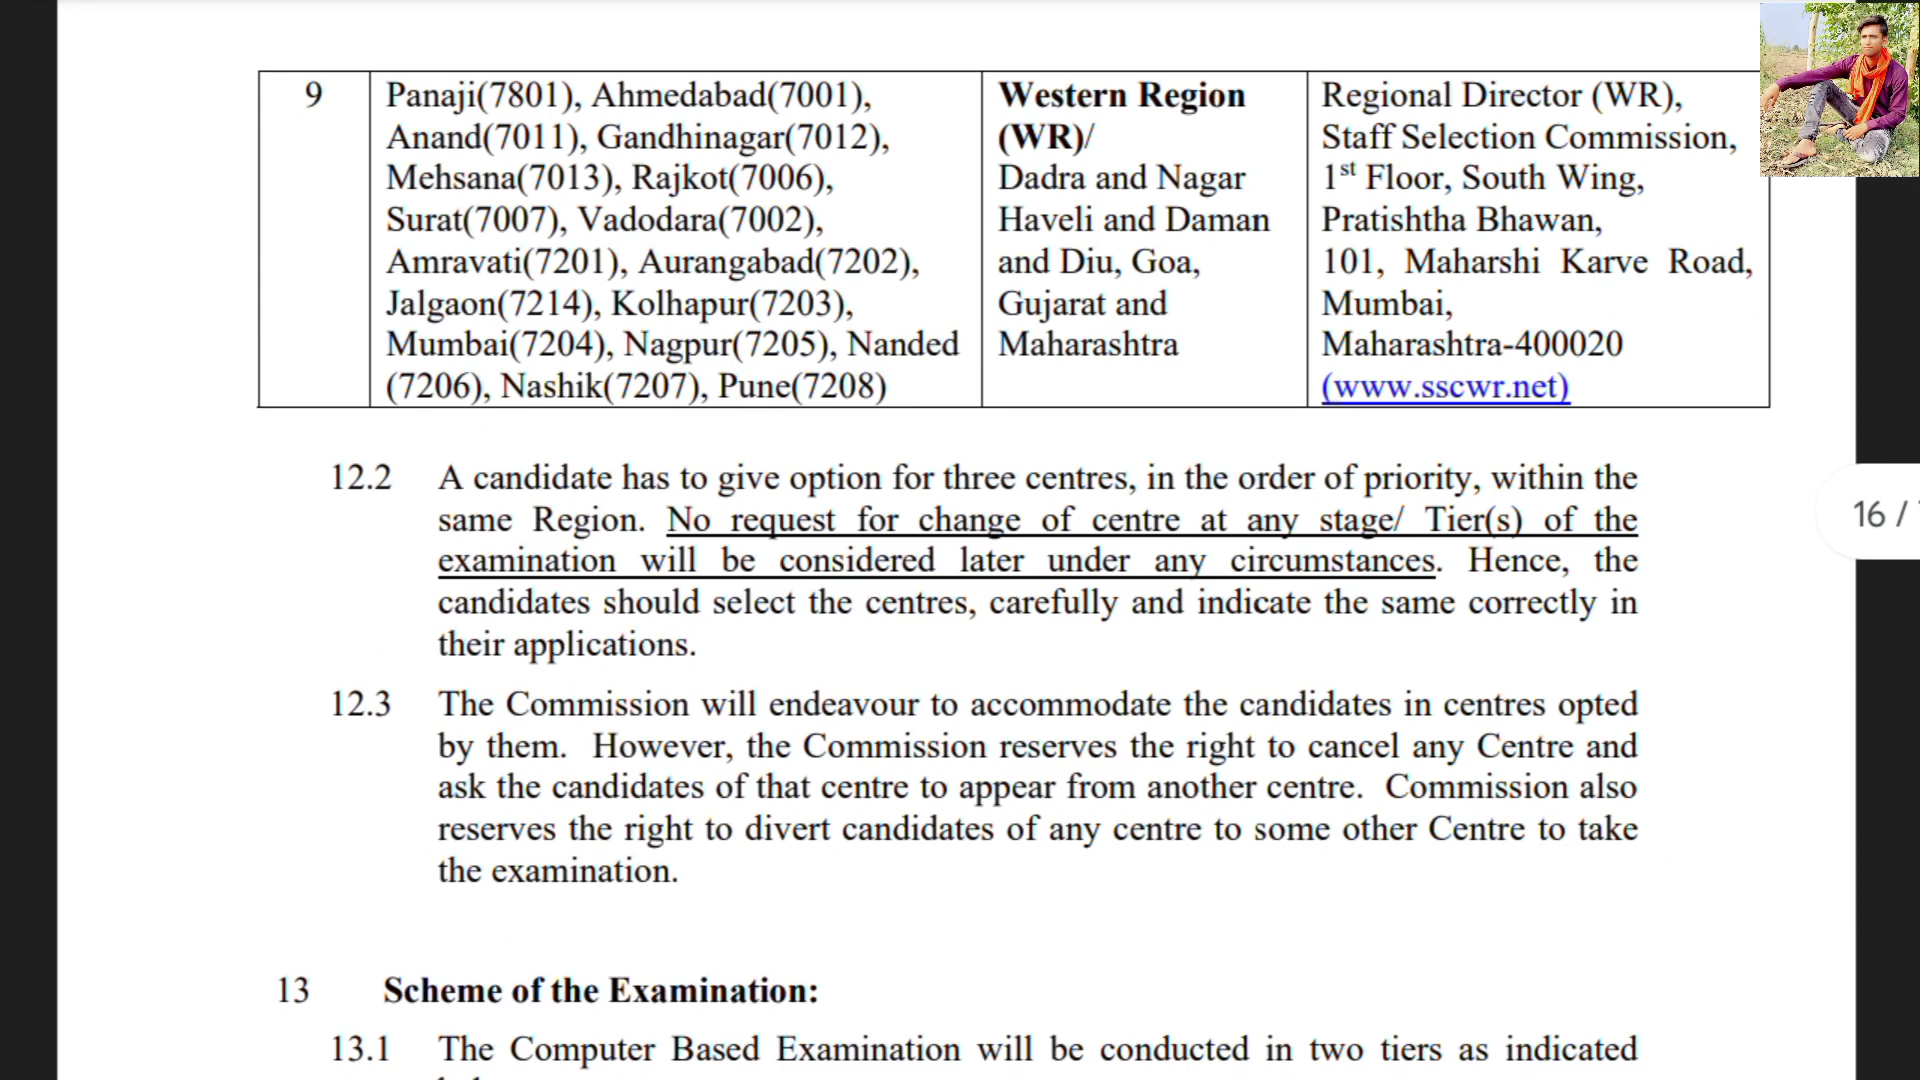 9
Panaji(7801), Ahmedabad(7001),
Anand(7011), Gandhinagar(7012),
Mehsana(7013), Rajkot(7006),
Surat(7007), Vadodara(7002),
Amravati(7201), Aurangabad(7202),
Jalgaon(7214), Kolhapur(7203),
Mumbai(7204), Nagpur(7205), Nanded
(7206), Nashik(7207), Pune(7208)
Western Region
(WR)/
Dadra and Nagar
Haveli and Daman
and Diu, Goa,
Gujarat and
Maharashtra
Regional Director (WR),
Staff Selection Commission,
1st Floor, South Wing,
Pratishtha Bhawan,
101, Maharshi Karve Road,
Mumbai,
Maharashtra-400020
(www.sscwr.net)
12.2 A candidate has to give option for three centres, in the order of priority, within the
same Region. No request for change of centre at any stage/ Tier(s) of the
examination will be considered later under any circumstances. Hence, the
candidates should select the centres, carefully and indicate the same correctly in
their applications.
16 /
12.3 The Commission will endeavour to accommodate the candidates in centres opted
by them. However, the Commission reserves the right to cancel any Centre and
ask the candidates of that centre to appear from another centre. Commission also
reserves the right to divert candidates of any centre to some other Centre to take
the examination.
13 Scheme of the Examination:
13.1 The Computer Based Examination will be conducted in two tiers as indicated